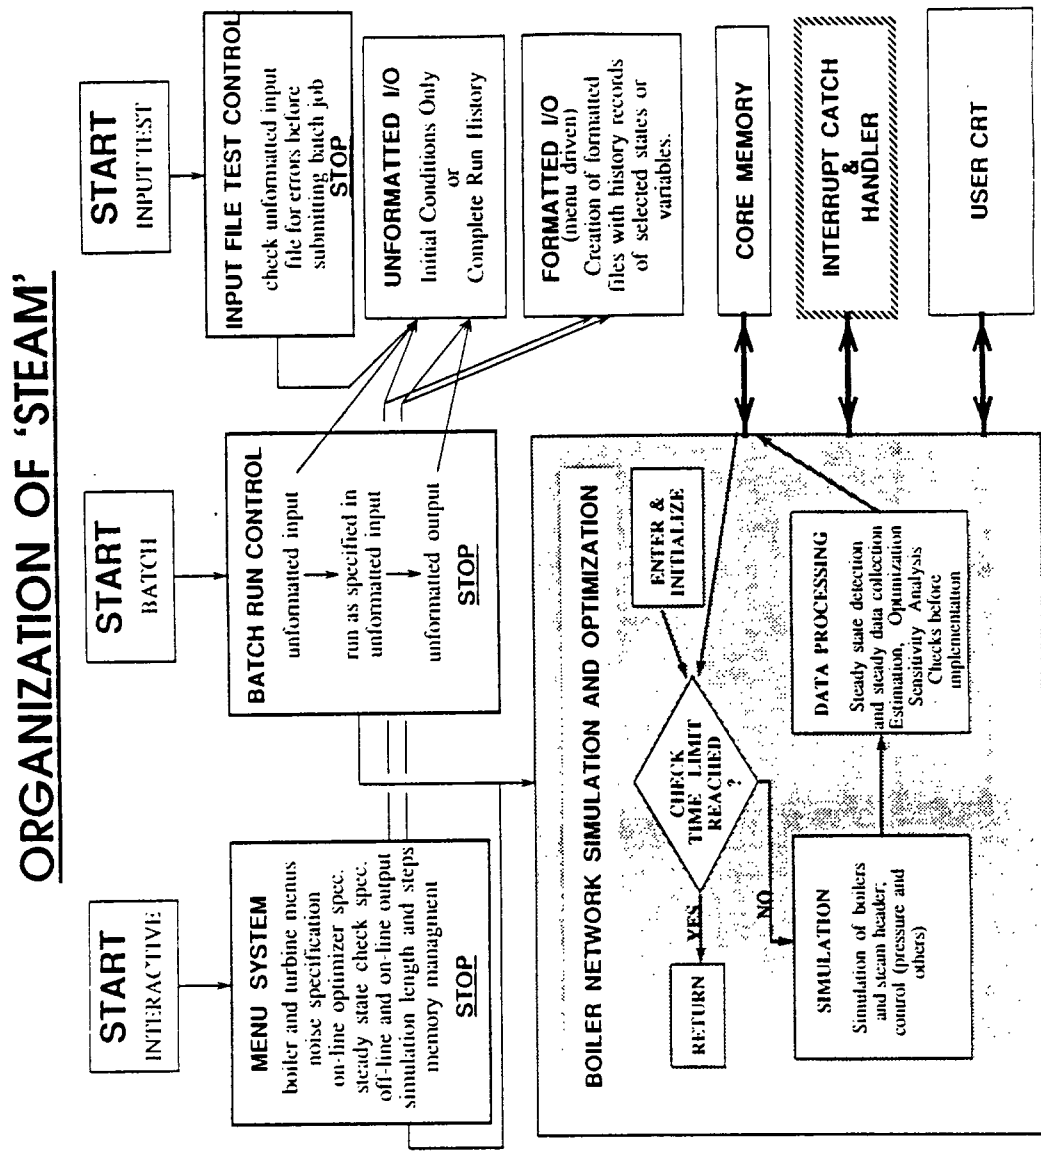 ORGANIZATION OF 'STEAM'
START
INTERACTIVE
START
BATCH
START
INPUTTEST
MENU SYSTEM
boiler and turbine menus
noise specification
on-line optimizer spec.
steady state check spec.
off-line and on-line output
simulation length and steps
memory managment
STOP
BATCH RUN CONTROL
unformatted input
run as specified in
unformatted input
unformatted output
STOP
INPUT FILE TEST CONTROL
check unformatted input
file for errors before
submitting batch job
STOP
UNFORMATTED I/O
Initial Conditions Only
or
Complete Run History
FORMATTED I/O
(menu driven)
Creation of formatted
files with history records
of selected states or
variables.
BOILER NETWORK SIMULATION AND OPTIMIZATION
ENTER &
INITIALIZE
CHECK
TIME LIMIT
REACHED
?
YES
RETURN
NO
SIMULATION
Simulation of boilers
and steam header;
control (pressure and
others)
DATA PROCESSING
Steady state detection
and steady data collection
Estimation, Optimization
Sensitivity Analysis
Checks before
implementation
CORE MEMORY
INTERRUPT CATCH
&
HANDLER
USER CRT